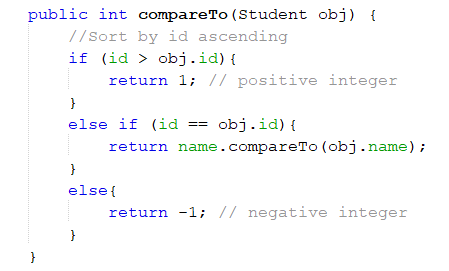 public int compareTo(Student obj) {
//Sort by id ascending
if (id > obj.id){
return 1; // positive integer
}
else if (id == obj.id){
return name.compareTo(obj.name);
}
else{
return -1; // negative integer
}
}